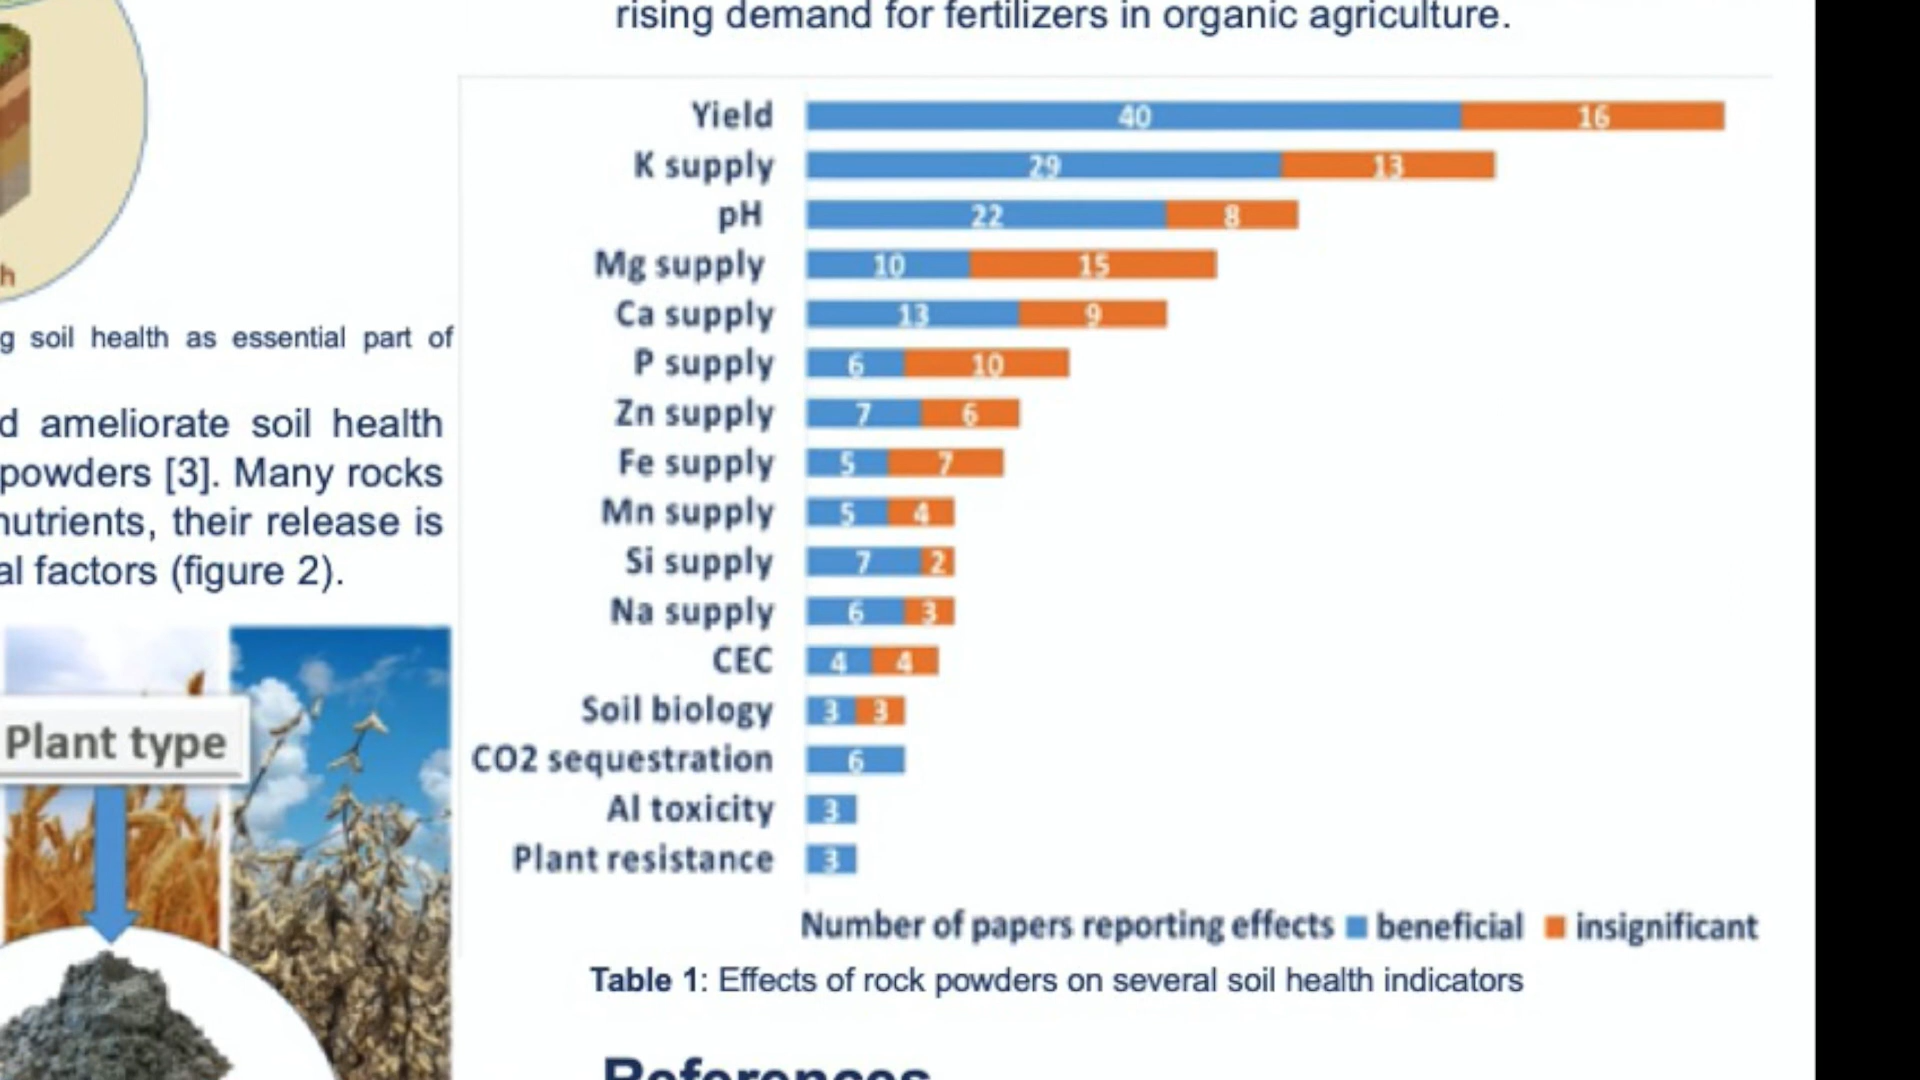 rising demand for fertilizers in organic agriculture.
h
g soil health as essential part of
d ameliorate soil health
powders [3]. Many rocks
nutrients, their release is
al factors (figure 2).
Plant type
Yield 40 16
K supply 29 13
pH 22 8
Mg supply 10 15
Ca supply 13 9
P supply 6 10
Zn supply 7 6
Fe supply 5 7
Mn supply 5 4
Si supply 7 2
Na supply 6 3
CEC 4 4
Soil biology 3 3
CO2 sequestration 6
Al toxicity 3
Plant resistance 3
Number of papers reporting effects beneficial insignificant
Table 1: Effects of rock powders on several soil health indicators
References